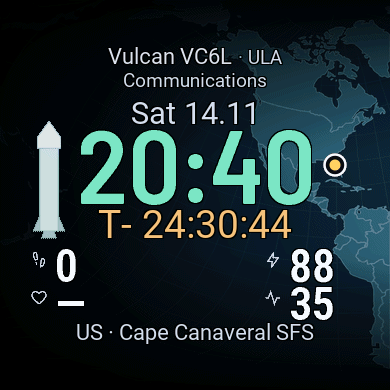 Vulcan VC6L · ULA
Communications
Sat 14.11
20:40
T- 24:30:44
0 88
— 35
US · Cape Canaveral SFS